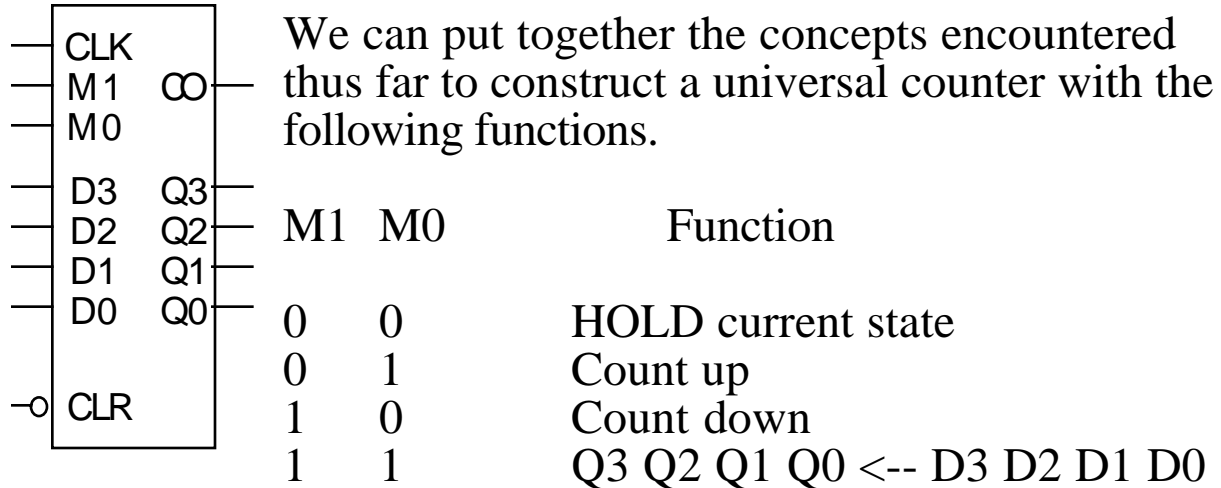 CLK
M1 CO
M0
D3 Q3
D2 Q2
D1 Q1
D0 Q0
CLR
We can put together the concepts encountered
thus far to construct a universal counter with the
following functions.
M1 M0 Function
0 0 HOLD current state
0 1 Count up
1 0 Count down
1 1 Q3 Q2 Q1 Q0 <-- D3 D2 D1 D0